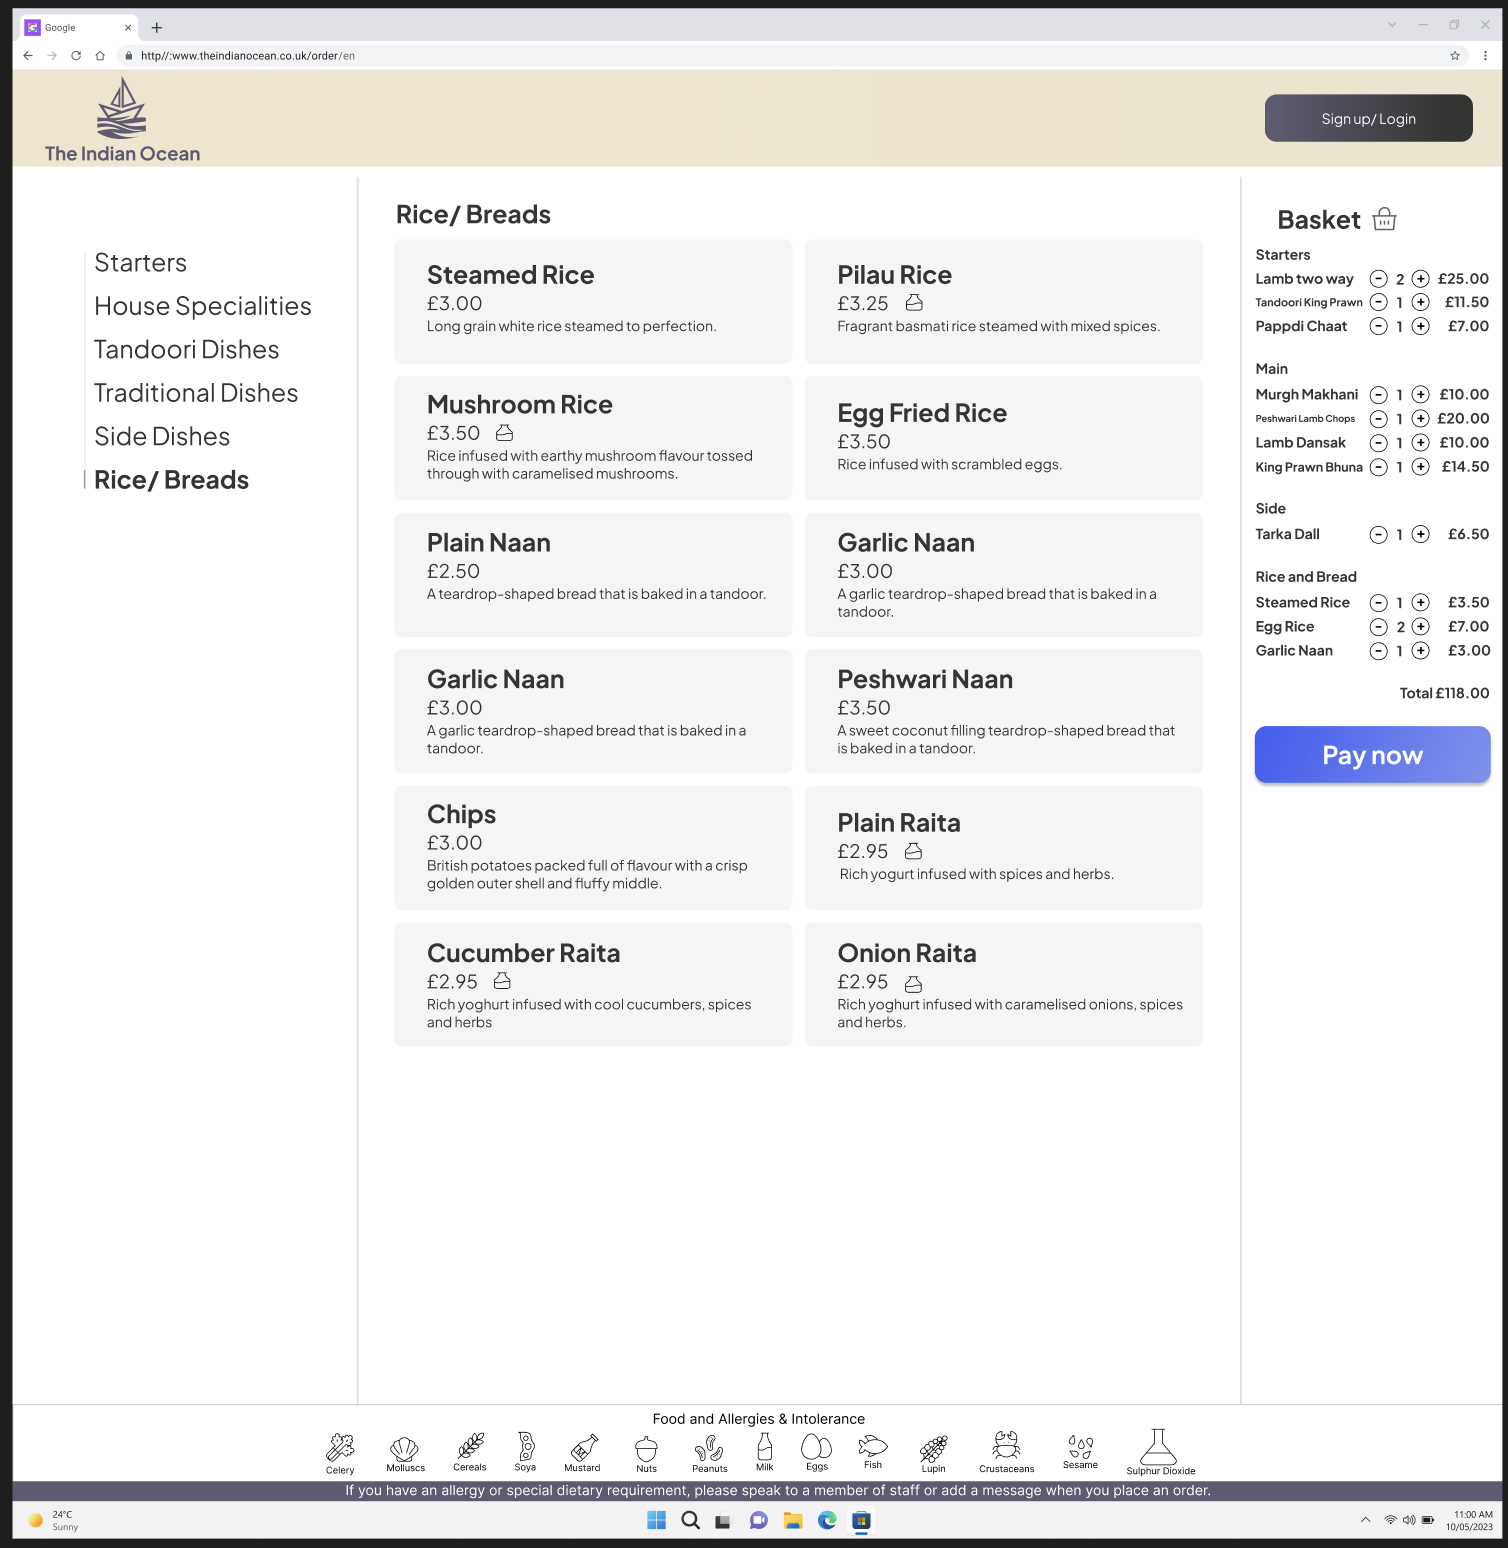 Google
http//:www.theindianocean.co.uk/order/en
The Indian Ocean
Sign up/ Login
Starters
House Specialities
Tandoori Dishes
Traditional Dishes
Side Dishes
Rice/ Breads
Rice/ Breads
Steamed Rice
£3.00
Long grain white rice steamed to perfection.
Pilau Rice
£3.25
Fragrant basmati rice steamed with mixed spices.
Mushroom Rice
£3.50
Rice infused with earthy mushroom flavour tossed
through with caramelised mushrooms.
Egg Fried Rice
£3.50
Rice infused with scrambled eggs.
Plain Naan
£2.50
A teardrop-shaped bread that is baked in a tandoor.
Garlic Naan
£3.00
A garlic teardrop-shaped bread that is baked in a
tandoor.
Garlic Naan
£3.00
A garlic teardrop-shaped bread that is baked in a
tandoor.
Peshwari Naan
£3.50
A sweet coconut filling teardrop-shaped bread that
is baked in a tandoor.
Chips
£3.00
British potatoes packed full of flavour with a crisp
golden outer shell and fluffy middle.
Plain Raita
£2.95
Rich yogurt infused with spices and herbs.
Cucumber Raita
£2.95
Rich yoghurt infused with cool cucumbers, spices
and herbs
Onion Raita
£2.95
Rich yoghurt infused with caramelised onions, spices
and herbs.
Basket
Starters
Lamb two way - 2 + £25.00
Tandoori King Prawn - 1 + £11.50
Pappdi Chaat - 1 + £7.00
Main
Murgh Makhani - 1 + £10.00
Peshwari Lamb Chops - 1 + £20.00
Lamb Dansak - 1 + £10.00
King Prawn Bhuna - 1 + £14.50
Side
Tarka Dall - 1 + £6.50
Rice and Bread
Steamed Rice - 1 + £3.50
Egg Rice - 2 + £7.00
Garlic Naan - 1 + £3.00
Total £118.00
Pay now
Food and Allergies & Intolerance
Celery Molluscs Cereals Soya Mustard Nuts Peanuts Milk Eggs Fish Lupin Crustaceans Sesame Sulphur Dioxide
If you have an allergy or special dietary requirement, please speak to a member of staff or add a message when you place an order.
24°C
Sunny
11:00 AM
10/05/2023